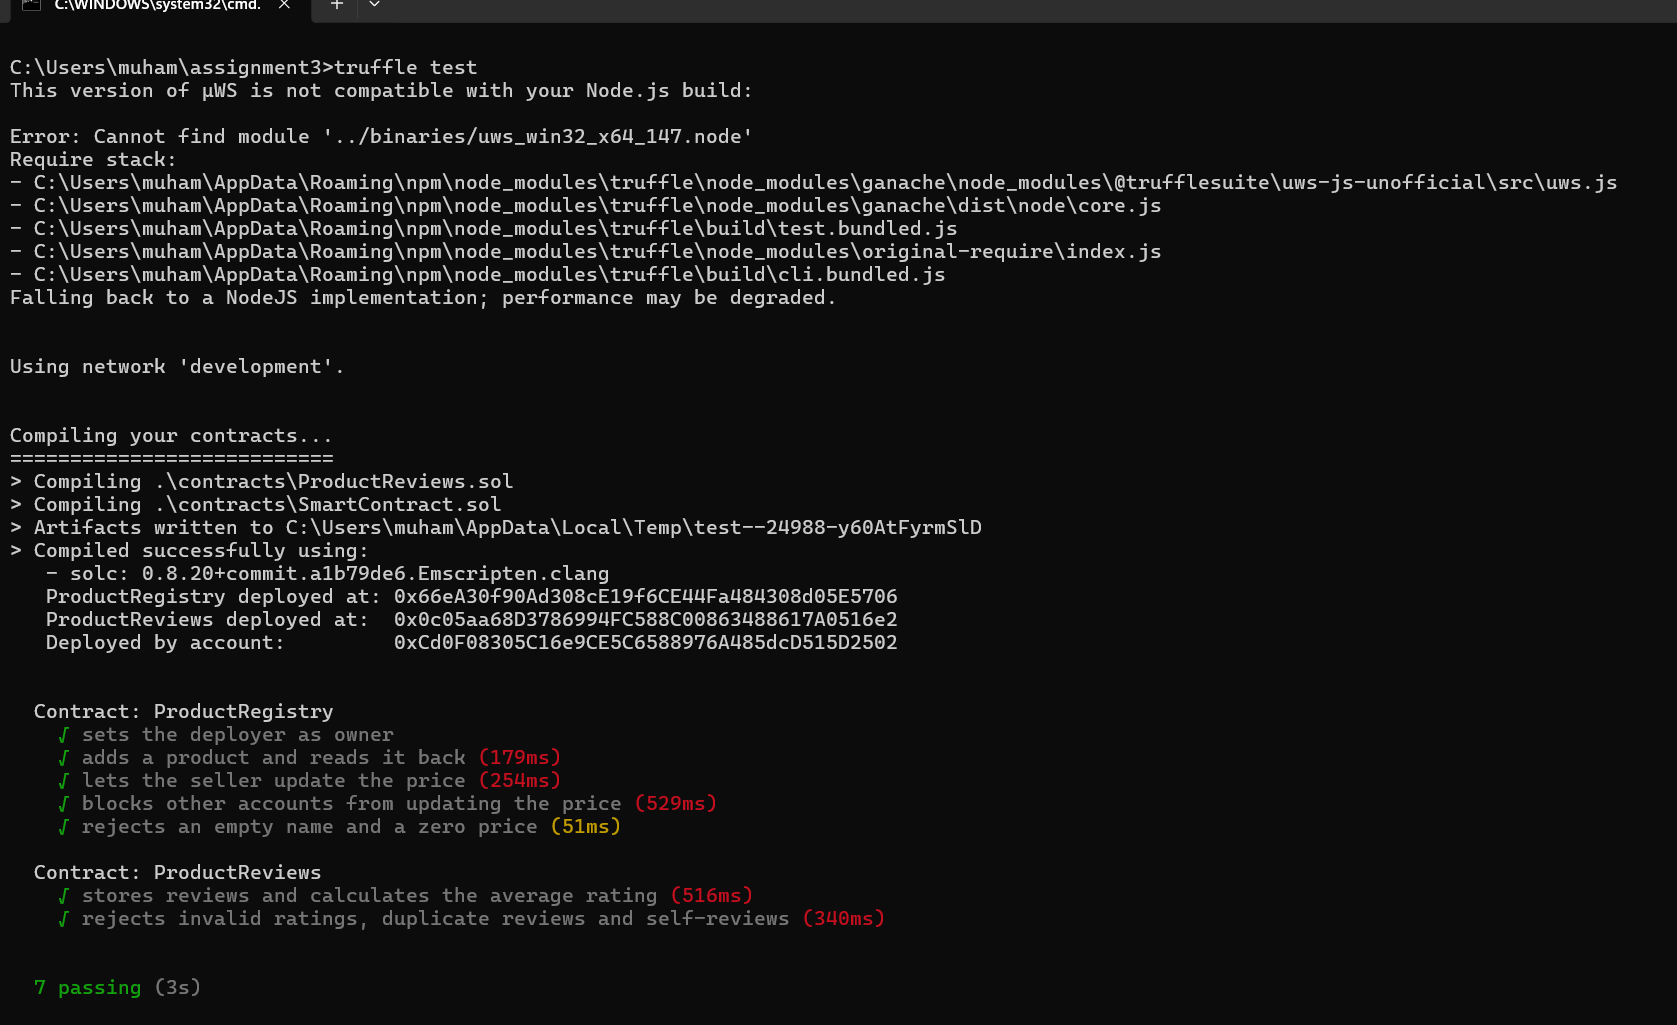 C:\WINDOWS\system32\cmd.
C:\Users\muham\assignment3>truffle test
This version of µWS is not compatible with your Node.js build:
Error: Cannot find module '../binaries/uws_win32_x64_147.node'
Require stack:
- C:\Users\muham\AppData\Roaming\npm\node_modules\truffle\node_modules\ganache\node_modules\@trufflesuite\uws-js-unofficial\src\uws.js
- C:\Users\muham\AppData\Roaming\npm\node_modules\truffle\node_modules\ganache\dist\node\core.js
- C:\Users\muham\AppData\Roaming\npm\node_modules\truffle\build\test.bundled.js
- C:\Users\muham\AppData\Roaming\npm\node_modules\truffle\node_modules\original-require\index.js
- C:\Users\muham\AppData\Roaming\npm\node_modules\truffle\build\cli.bundled.js
Falling back to a NodeJS implementation; performance may be degraded.
Using network 'development'.
Compiling your contracts...
===========================
> Compiling .\contracts\ProductReviews.sol
> Compiling .\contracts\SmartContract.sol
> Artifacts written to C:\Users\muham\AppData\Local\Temp\test--24988-y60AtFyrmSlD
> Compiled successfully using:
- solc: 0.8.20+commit.a1b79de6.Emscripten.clang
ProductRegistry deployed at: 0x66eA30f90Ad308cE19f6CE44Fa484308d05E5706
ProductReviews deployed at: 0x0c05aa68D3786994FC588C00863488617A0516e2
Deployed by account: 0xCd0F08305C16e9CE5C6588976A485dcD515D2502
Contract: ProductRegistry
√ sets the deployer as owner
√ adds a product and reads it back (179ms)
√ lets the seller update the price (254ms)
√ blocks other accounts from updating the price (529ms)
√ rejects an empty name and a zero price (51ms)
Contract: ProductReviews
√ stores reviews and calculates the average rating (516ms)
√ rejects invalid ratings, duplicate reviews and self-reviews (340ms)
7 passing (3s)